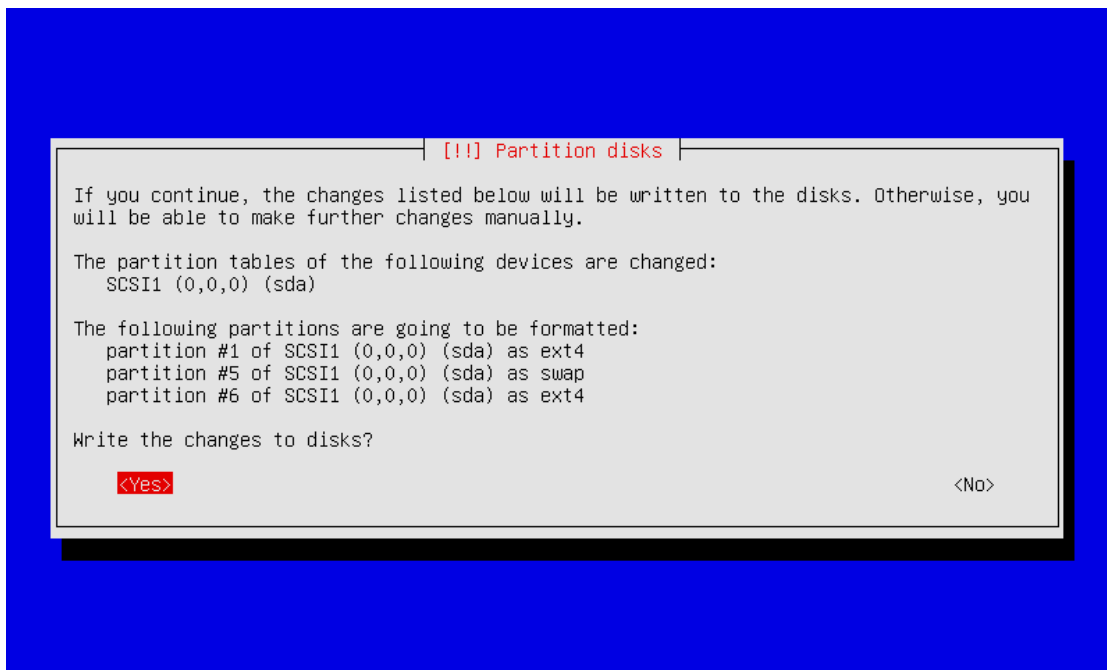 [!!] Partition disks
If you continue, the changes listed below will be written to the disks. Otherwise, you
will be able to make further changes manually.
The partition tables of the following devices are changed:
SCSI1 (0,0,0) (sda)
The following partitions are going to be formatted:
partition #1 of SCSI1 (0,0,0) (sda) as ext4
partition #5 of SCSI1 (0,0,0) (sda) as swap
partition #6 of SCSI1 (0,0,0) (sda) as ext4
Write the changes to disks?
<Yes> <No>